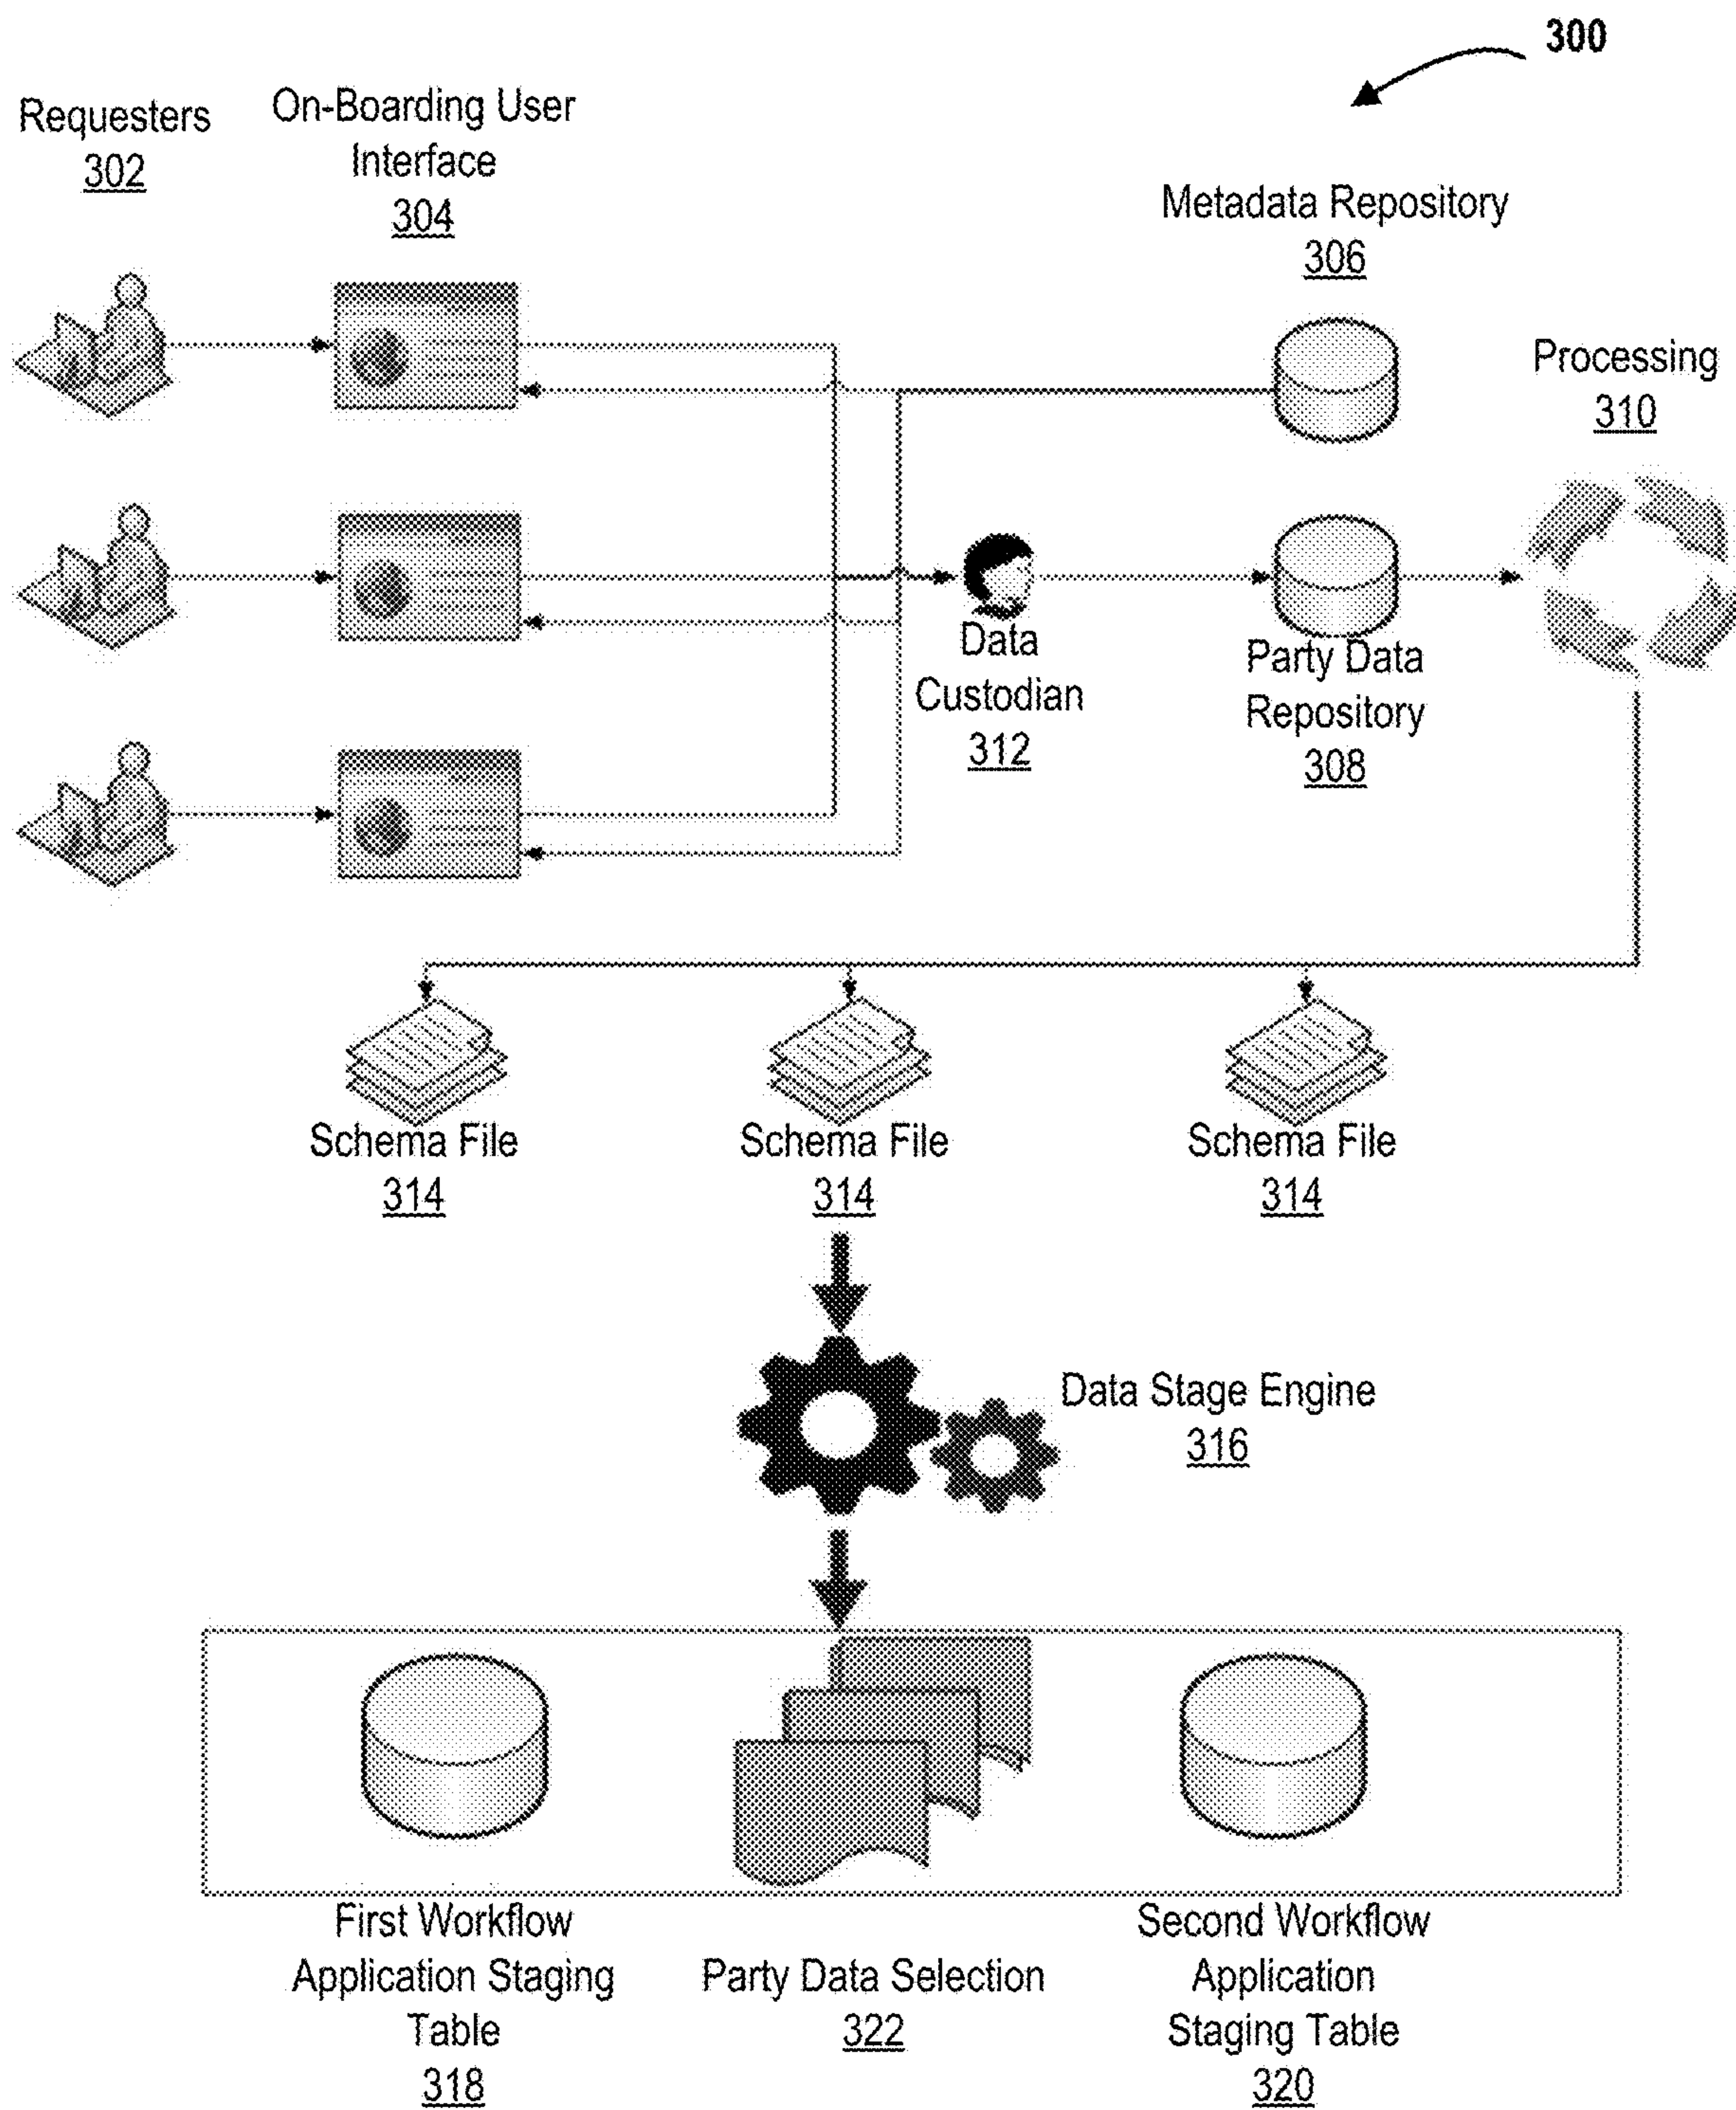 300
Requesters
302
On-Boarding User
Interface
304
Metadata Repository
306
Processing
310
Data
Custodian
312
Party Data
Repository
308
Schema File
314
Schema File
314
Schema File
314
Data Stage Engine
316
First Workflow
Application Staging
Table
318
Party Data Selection
322
Second Workflow
Application
Staging Table
320